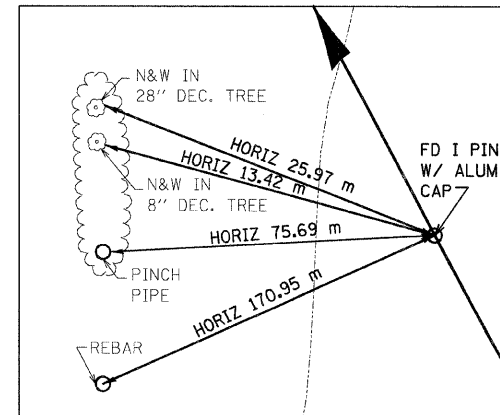 N&W IN
28" DEC. TREE
HORIZ 25.97 m
HORIZ 13.42 m
FD I PIN
W/ ALUM
CAP
N&W IN
8" DEC. TREE
HORIZ 75.69 m
PINCH
PIPE
HORIZ 170.95 m
REBAR